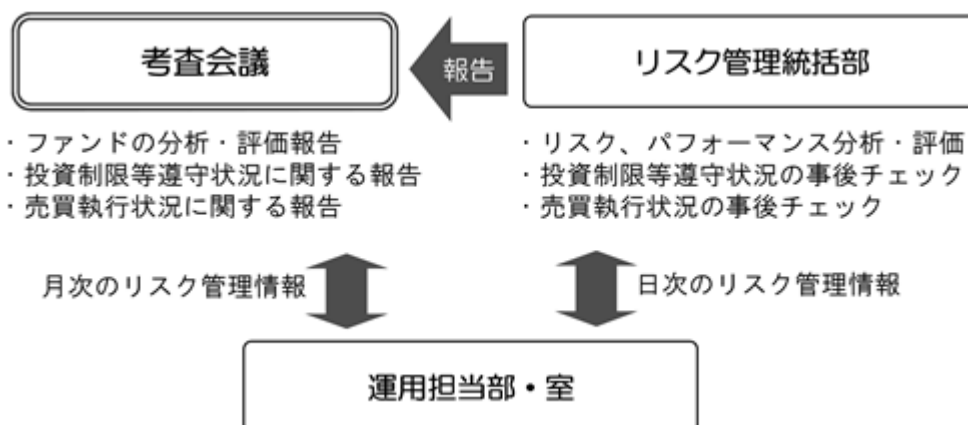 考査会議
報告
リスク管理統括部
・ファンドの分析・評価報告
・投資制限等遵守状況に関する報告
・売買執行状況に関する報告
・リスク、パフォーマンス分析・評価
・投資制限等遵守状況の事後チェック
・売買執行状況の事後チェック
月次のリスク管理情報
日次のリスク管理情報
運用担当部・室